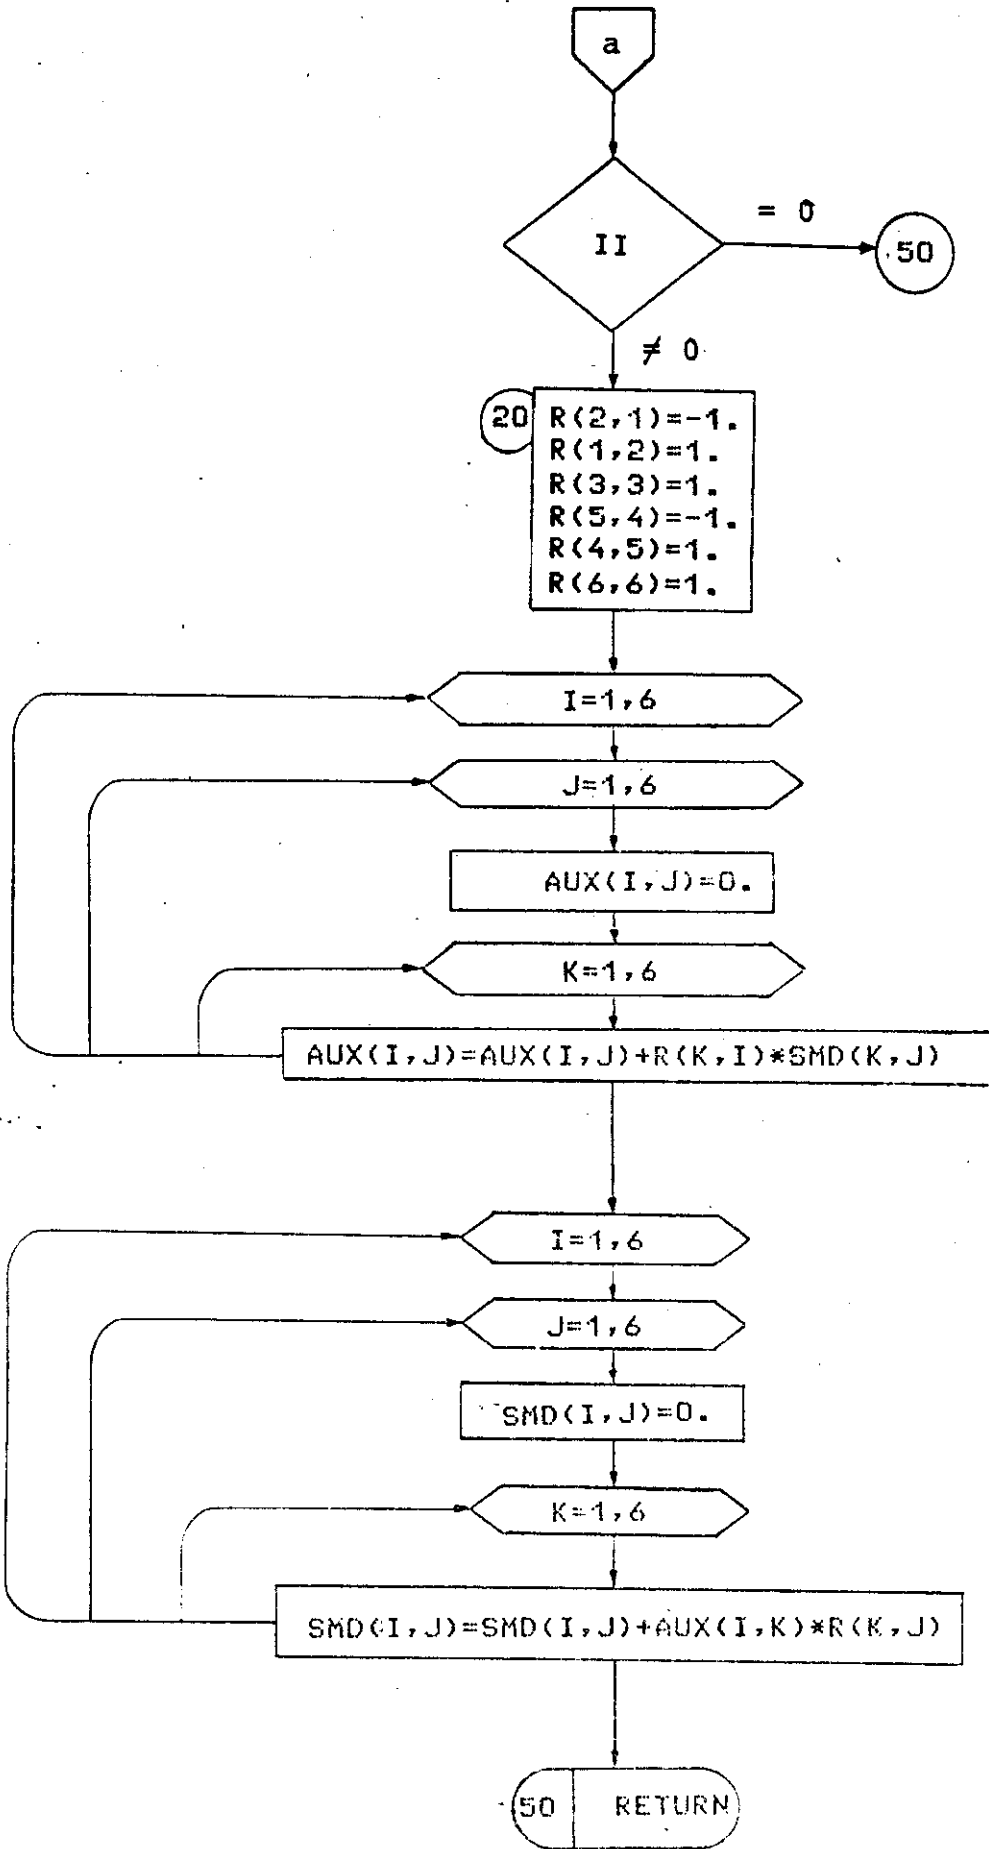 a
II
= 0
50
≠ 0
20
R(2,1)=-1.
R(1,2)=1.
R(3,3)=1.
R(5,4)=-1.
R(4,5)=1.
R(6,6)=1.
I=1,6
J=1,6
AUX(I,J)=0.
K=1,6
AUX(I,J)=AUX(I,J)+R(K,I)*SMD(K,J)
I=1,6
J=1,6
SMD(I,J)=0.
K=1,6
SMD(I,J)=SMD(I,J)+AUX(I,K)*R(K,J)
50 RETURN